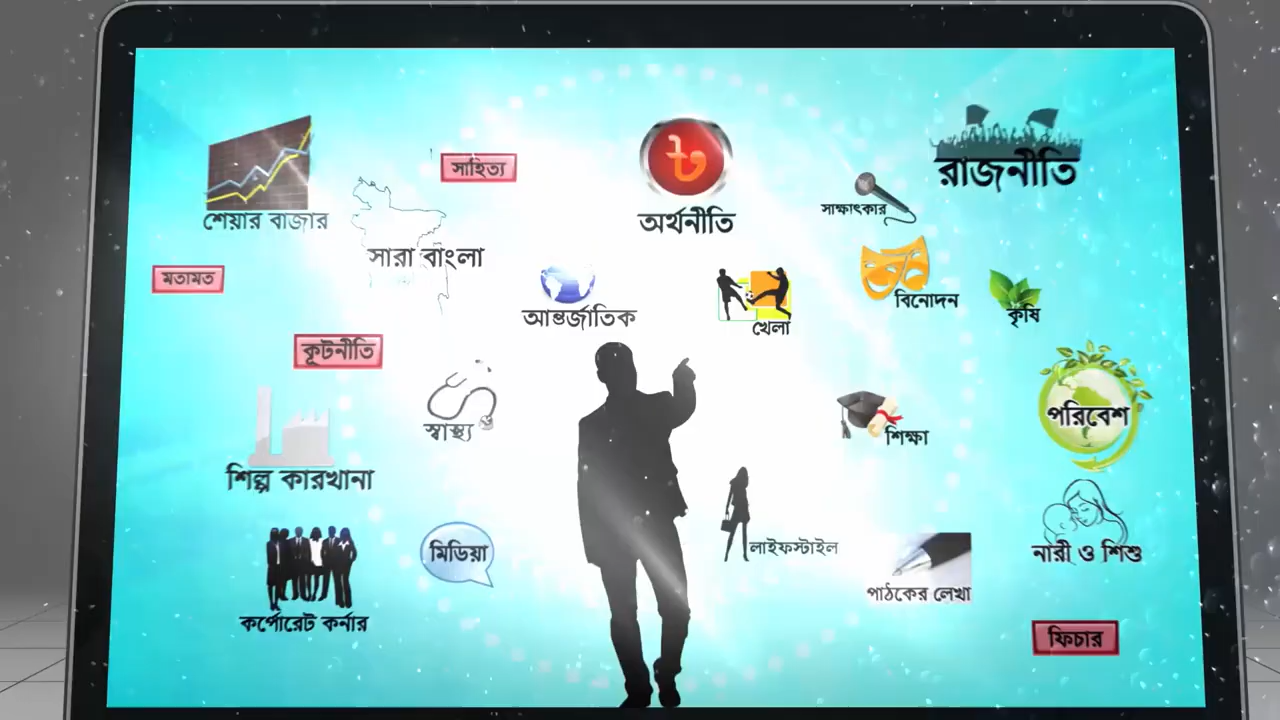 শেয়ার বাজার
সাহিত্য
৳
অর্থনীতি
সাক্ষাৎকার
রাজনীতি
সারা বাংলা
মতামত
আন্তর্জাতিক
খেলা
বিনোদন
কৃষি
কূটনীতি
স্বাস্থ্য
শিক্ষা
পরিবেশ
শিল্প কারখানা
মিডিয়া
লাইফস্টাইল
পাঠকের লেখা
নারী ও শিশু
কর্পোরেট কর্নার
ফিচার